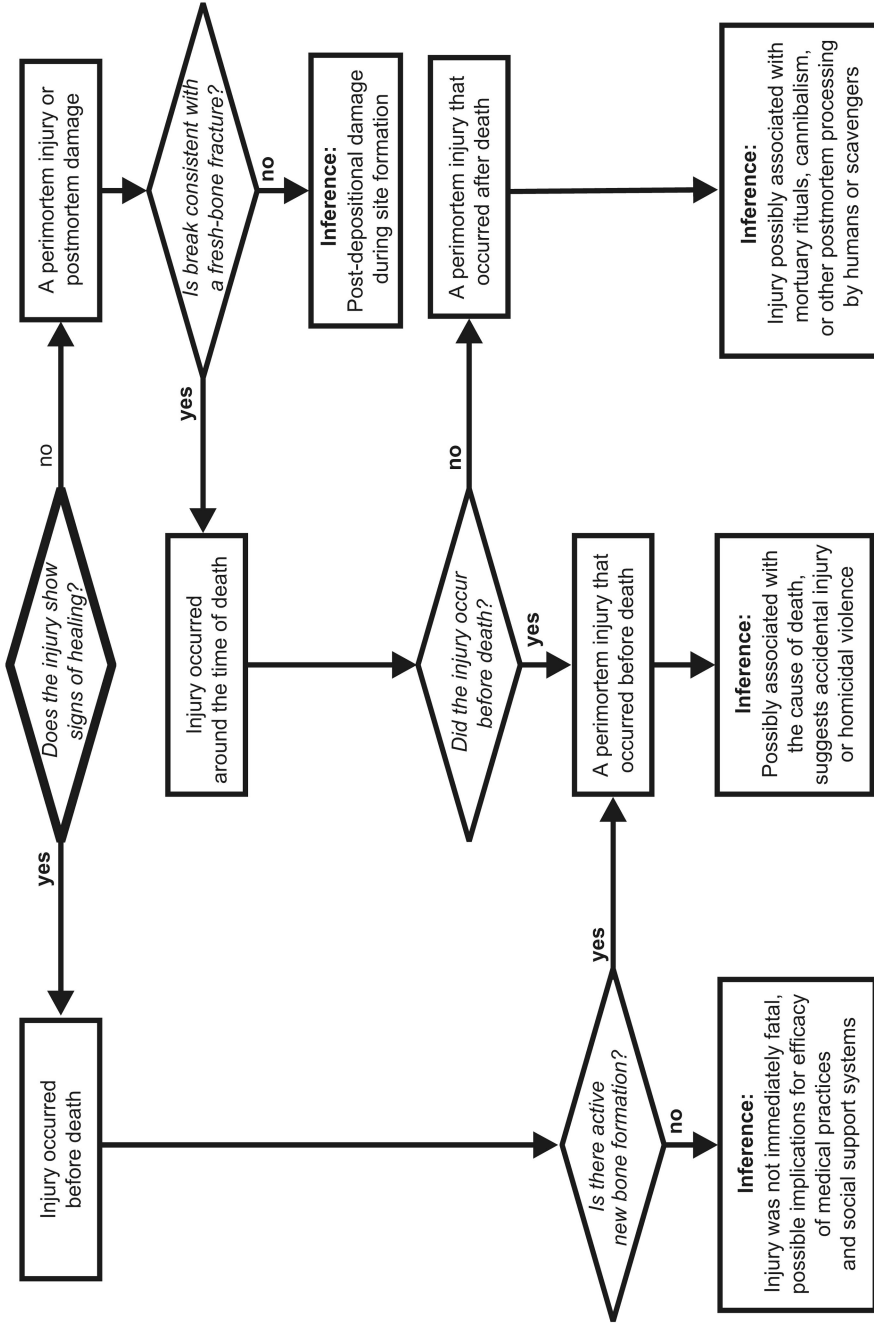 Does the injury show
signs of healing?
yes
no
Injury occurred
before death
A perimortem injury or
postmortem damage
Is break consistent with
a fresh-bone fracture?
yes
no
Injury occurred
around the time of death
Inference:
Post-depositional damage
during site formation
Did the injury occur
before death?
no
yes
A perimortem injury that
occurred after death
Is there active
new bone formation?
yes
no
A perimortem injury that
occurred before death
Inference:
Injury was not immediately fatal,
possible implications for efficacy
of medical practices
and social support systems
Inference:
Possibly associated with
the cause of death,
suggests accidental injury
or homicidal violence
Inference:
Injury possibly associated with
mortuary rituals, cannibalism,
or other postmortem processing
by humans or scavengers